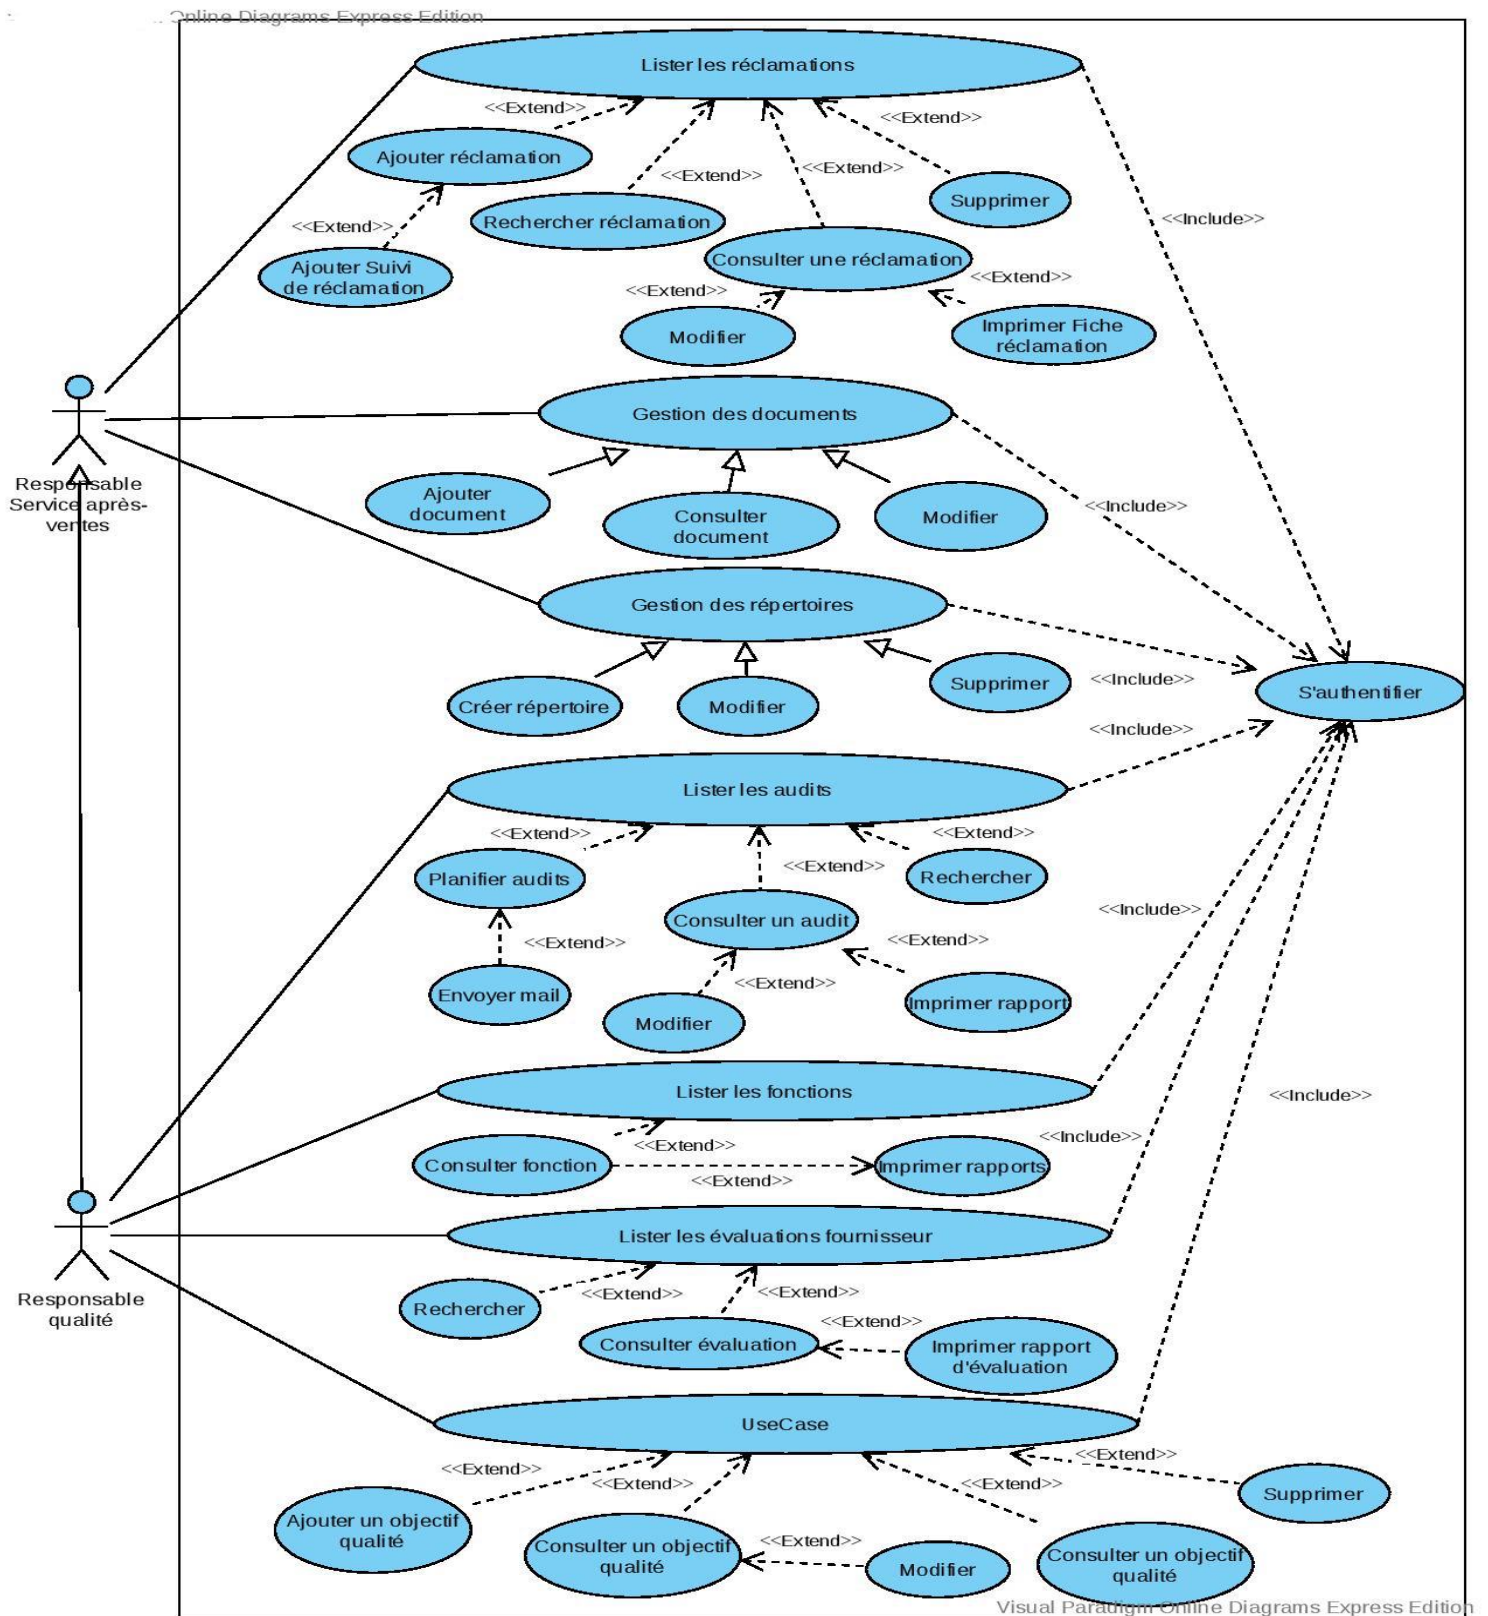 Online Diagrams Express Edition
Lister les réclamations
<<Extend>>
<<Extend>>
Ajouter réclamation
<<Extend>>
<<Extend>>
Supprimer
<<Extend>>
Rechercher réclamation
<<Include>>
Ajouter Suivi
de réclamation
Consulter une réclamation
<<Extend>>
<<Extend>>
Modifier
Imprimer Fiche
réclamation
Gestion des documents
Responsable
Service après-
ventes
Ajouter
document
Consulter
document
Modifier
<<Include>>
Gestion des répertoires
Créer répertoire
Modifier
Supprimer
<<Include>>
S'authentifier
<<Include>>
Lister les audits
<<Extend>>
<<Extend>>
<<Extend>>
Planifier audits
Rechercher
Consulter un audit
<<Include>>
<<Extend>>
<<Extend>>
Envoyer mail
<<Extend>>
Modifier
Imprimer rapport
Lister les fonctions
<<Include>>
<<Extend>>
<<Include>>
Consulter fonction
<<Extend>>
Imprimer rapports
Lister les évaluations fournisseur
Responsable
qualité
Rechercher
<<Extend>>
<<Extend>>
<<Extend>>
Consulter évaluation
Imprimer rapport
d'évaluation
UseCase
<<Extend>>
<<Extend>>
<<Extend>>
<<Extend>>
Supprimer
Ajouter un objectif
qualité
Consulter un objectif
qualité
<<Extend>>
Modifier
Consulter un objectif
qualité
Visual Paradigm Online Diagrams Express Edition